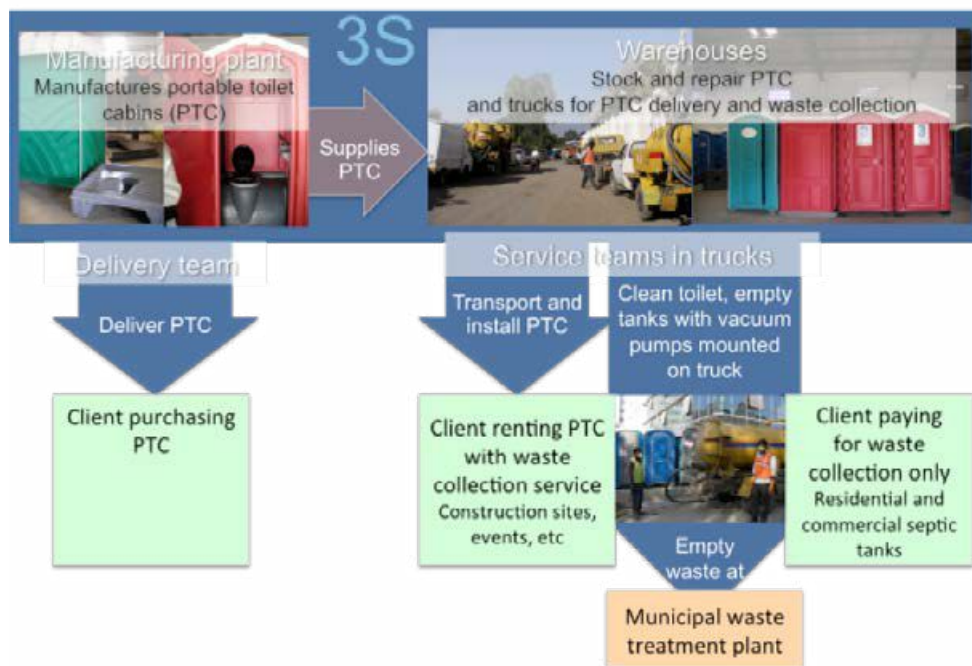 3S
Manufacturing plant
Manufactures portable toilet
cabins (PTC)
Supplies
PTC
Warehouses
Stock and repair PTC
and trucks for PTC delivery and waste collection
Delivery team
Deliver PTC
Client purchasing
PTC
Service teams in trucks
Transport and
install PTC
Clean toilet, empty
tanks with vacuum
pumps mounted
on truck
Client renting PTC
with waste
collection service
Construction sites,
events, etc
Client paying
for waste
collection only
Residential and
commercial septic
tanks
Empty
waste at
Municipal waste
treatment plant